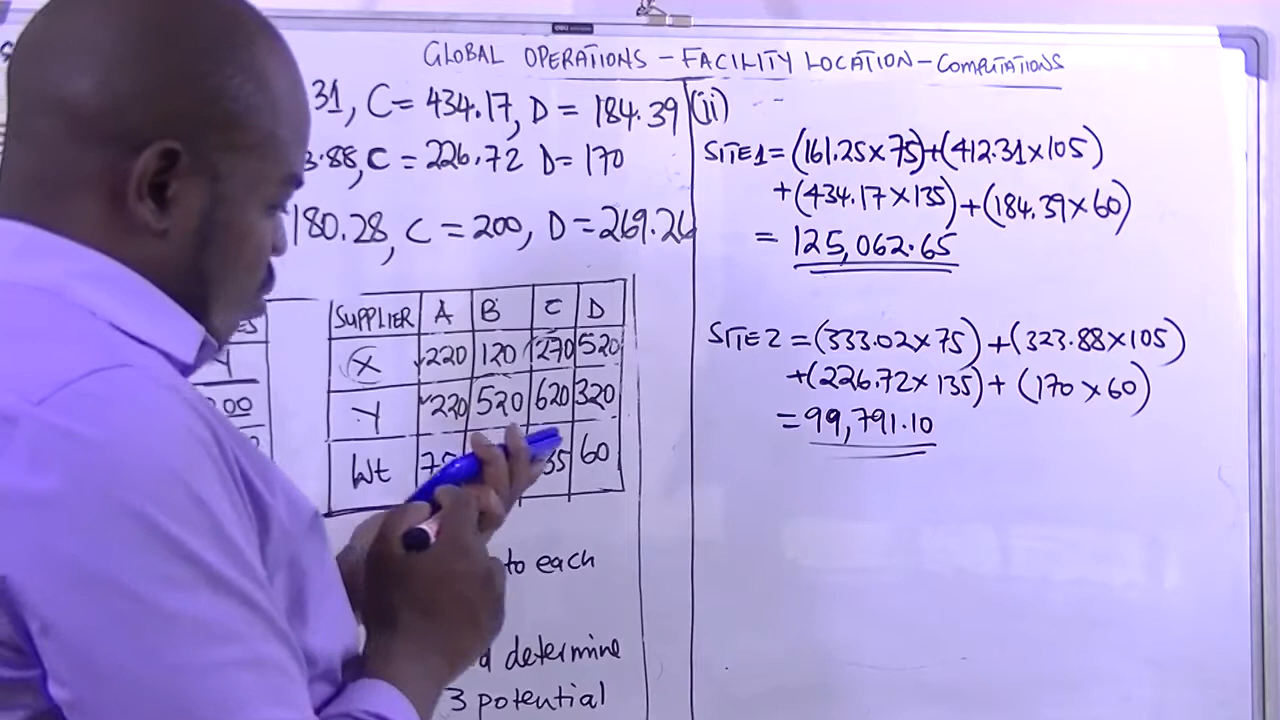 GLOBAL OPERATIONS - FACILITY LOCATION - COMPUTATIONS
31, C= 434.17, D = 184.39
3.88, C = 226.72 D= 170
180.28, C = 200, D = 269.26
SUPPLIER A B C D
X 220 120 270 520
Y 220 520 620 320
Wt 75 35 60
ES
Y
200
to each
determine
3 potential
(ii)
SITE 1 = (161.25×75)+(412.31×105)
+(434.17×135)+(184.39×60)
= 125,062.65
SITE 2 = (333.02×75)+(323.88×105)
+(226.72×135)+(170×60)
= 99,791.10